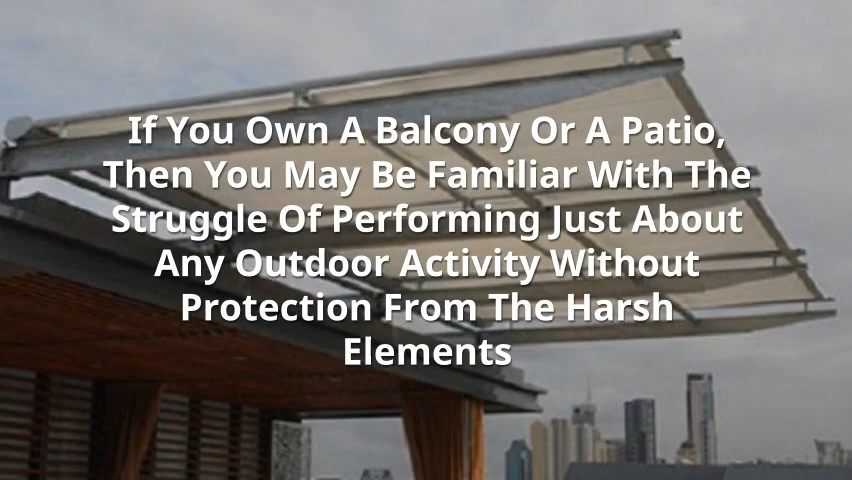 If You Own A Balcony Or A Patio,
Then You May Be Familiar With The
Struggle Of Performing Just About
Any Outdoor Activity Without
Protection From The Harsh
Elements